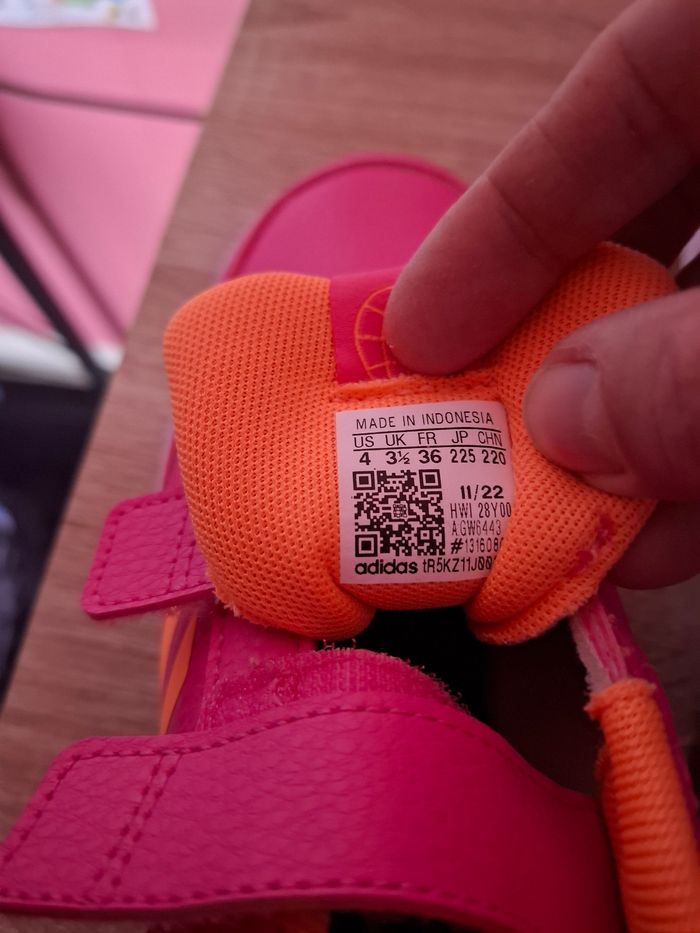 MADE IN INDONESIA
US UK FR JP CHN
4 3½ 36 225 220
11/22
HWI 28Y00
AGW6443
adidas